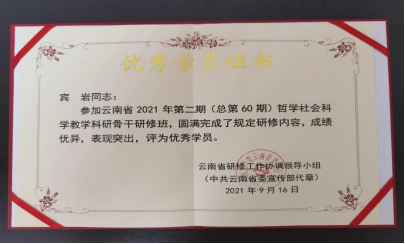 优秀学员证书
宾 岩同志：
参加云南省2021年第二期（总第60期）哲学社会科
学教学科研骨干研修班，圆满完成了规定研修内容，成绩
优异，表现突出，评为优秀学员。
云南省研修工作协调领导小组
（中共云南省委宣传部代章）
2021年9月16日